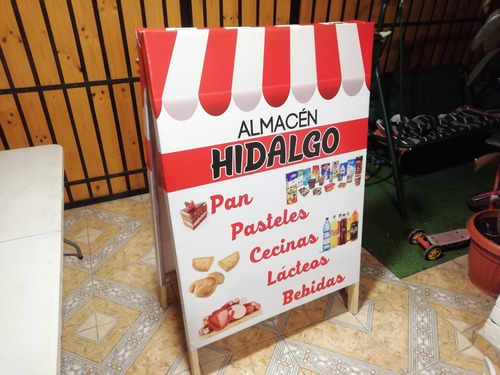 ALMACÉN
HIDALGO
Pan
Pasteles
Cecinas
Lácteos
Bebidas